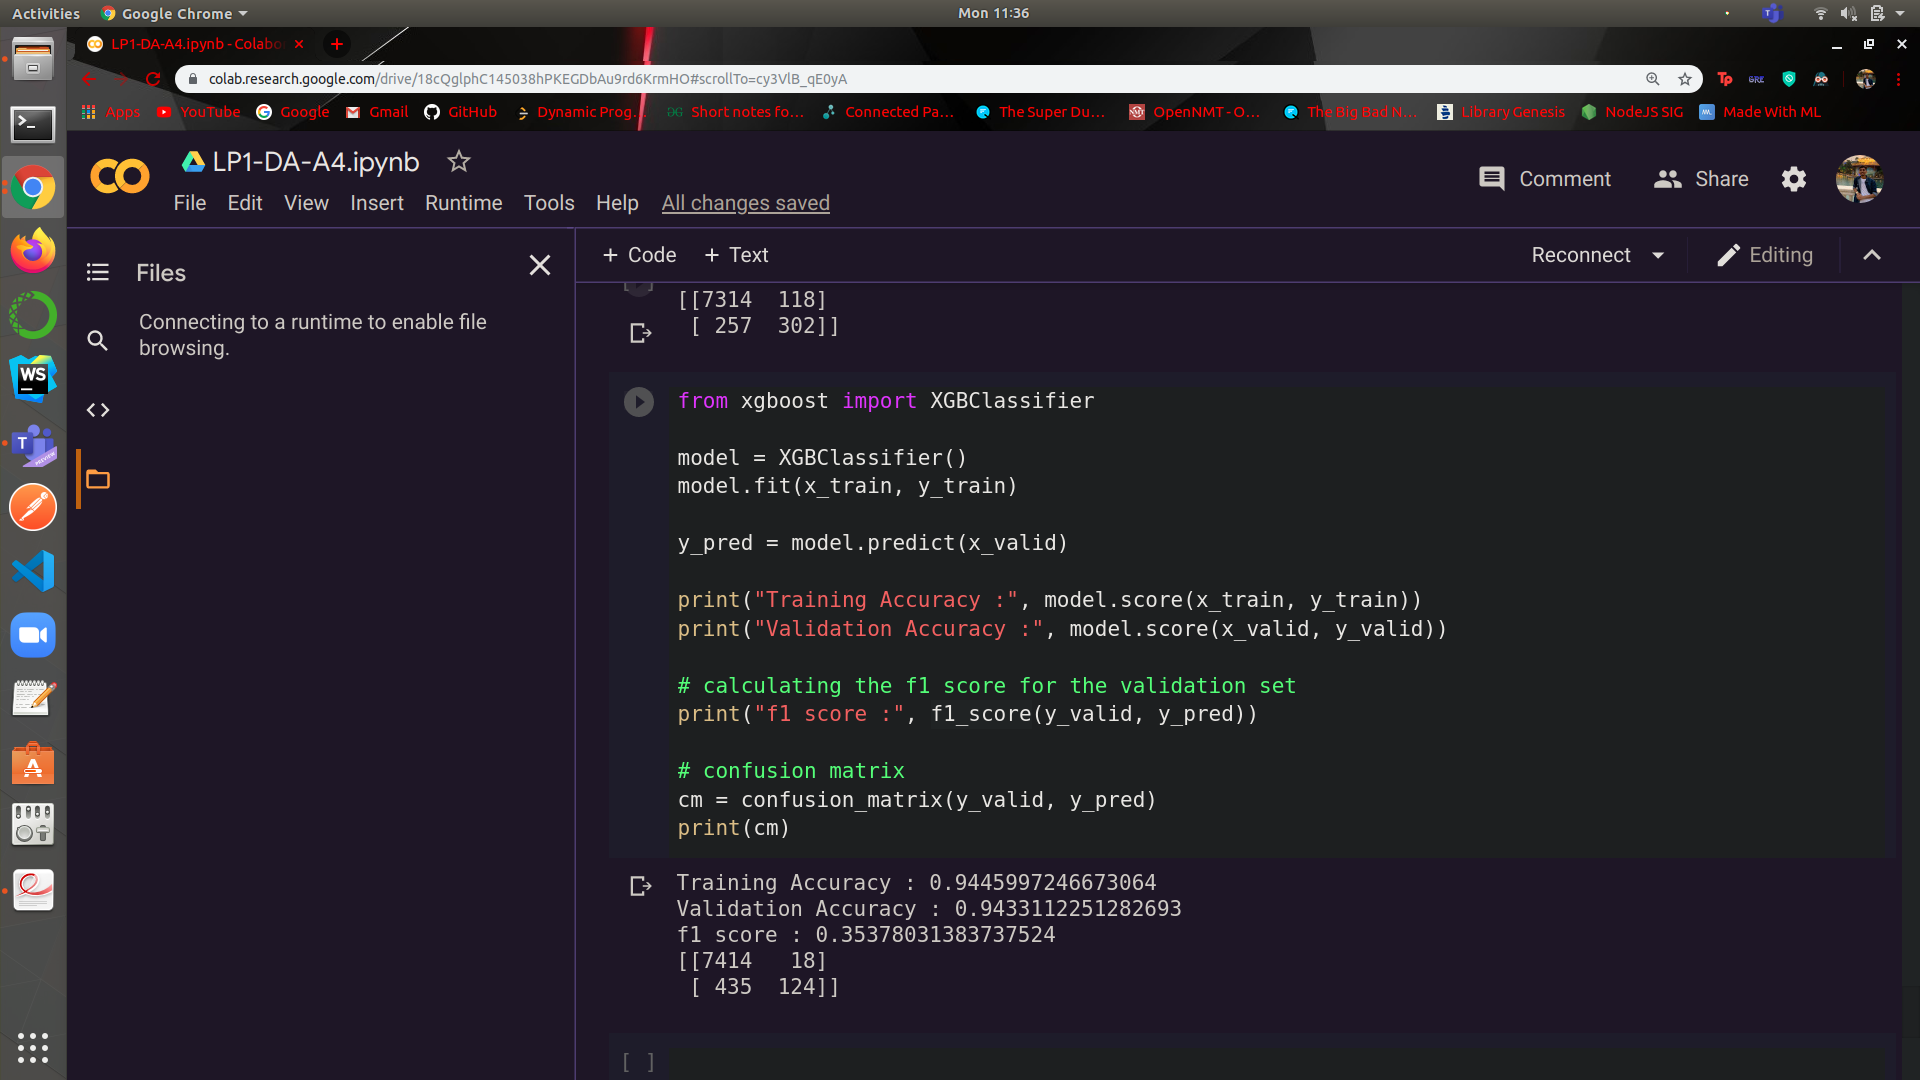 Activities
Google Chrome
Mon 11:36
LP1-DA-A4.ipynb - Colabo
colab.research.google.com/drive/18cQglphC145038hPKEGDbAu9rd6KrmHO#scrollTo=cy3VlB_qE0yA
Apps YouTube Google Gmail GitHub Dynamic Prog... Short notes fo... Connected Pa... The Super Du... OpenNMT - O... The Big Bad N... Library Genesis NodeJS SIG Made With ML
LP1-DA-A4.ipynb
Comment Share
File Edit View Insert Runtime Tools Help All changes saved
Files
Connecting to a runtime to enable file
browsing.
+ Code + Text
Reconnect Editing
[[7314  118]
 [ 257  302]]
from xgboost import XGBClassifier
model = XGBClassifier()
model.fit(x_train, y_train)
y_pred = model.predict(x_valid)
print("Training Accuracy :", model.score(x_train, y_train))
print("Validation Accuracy :", model.score(x_valid, y_valid))
# calculating the f1 score for the validation set
print("f1 score :", f1_score(y_valid, y_pred))
# confusion matrix
cm = confusion_matrix(y_valid, y_pred)
print(cm)
Training Accuracy : 0.9445997246673064
Validation Accuracy : 0.9433112251282693
f1 score : 0.35378031383737524
[[7414   18]
 [ 435  124]]
[ ]
WS
T
PREVIEW
Tp
GRE